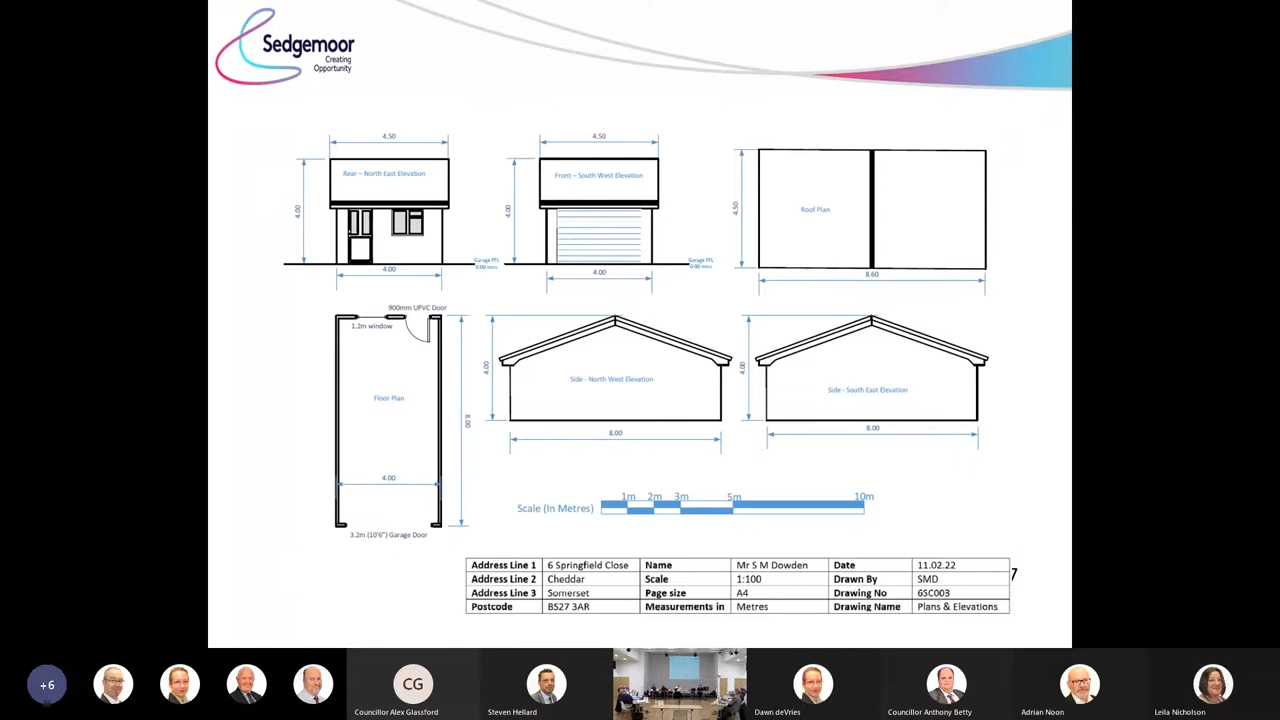 Sedgemoor
Creating
Opportunity
4.50
4.00
Rear – North East Elevation
4.00
Garage FFL
0.00 mtrs
4.50
4.00
Front – South West Elevation
4.00
Garage FFL
0.00 mtrs
4.50
Roof Plan
8.60
900mm UPVC Door
1.2m window
Floor Plan
8.00
4.00
3.2m (10'6") Garage Door
4.00
Side - North West Elevation
8.00
4.00
Side - South East Elevation
8.00
Scale (In Metres)
1m 2m 3m 5m 10m
Address Line 1 6 Springfield Close Name Mr S M Dowden Date 11.02.22
Address Line 2 Cheddar Scale 1:100 Drawn By SMD
Address Line 3 Somerset Page size A4 Drawing No 6SC003
Postcode BS27 3AR Measurements in Metres Drawing Name Plans & Elevations
7
+6
CG
Councillor Alex Glassford
Steven Hellard
Dawn deVries
Councillor Anthony Betty
Adrian Noon
Leila Nicholson